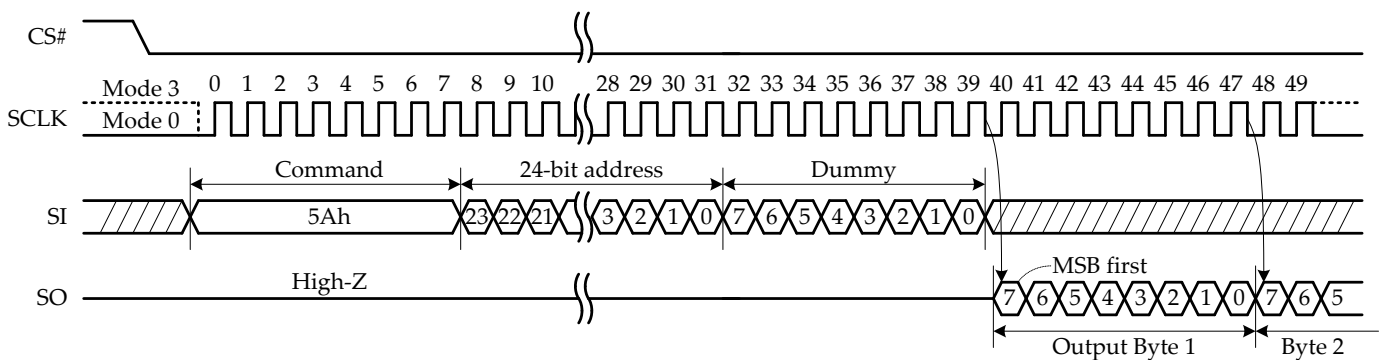 CS#
Mode 3
Mode 0
SCLK
0 1 2 3 4 5 6 7 8 9 10 28 29 30 31 32 33 34 35 36 37 38 39 40 41 42 43 44 45 46 47 48 49
Command
24-bit address
Dummy
SI
5Ah
23 22 21 3 2 1 0 7 6 5 4 3 2 1 0
High-Z
MSB first
SO
7 6 5 4 3 2 1 0 7 6 5
Output Byte 1
Byte 2